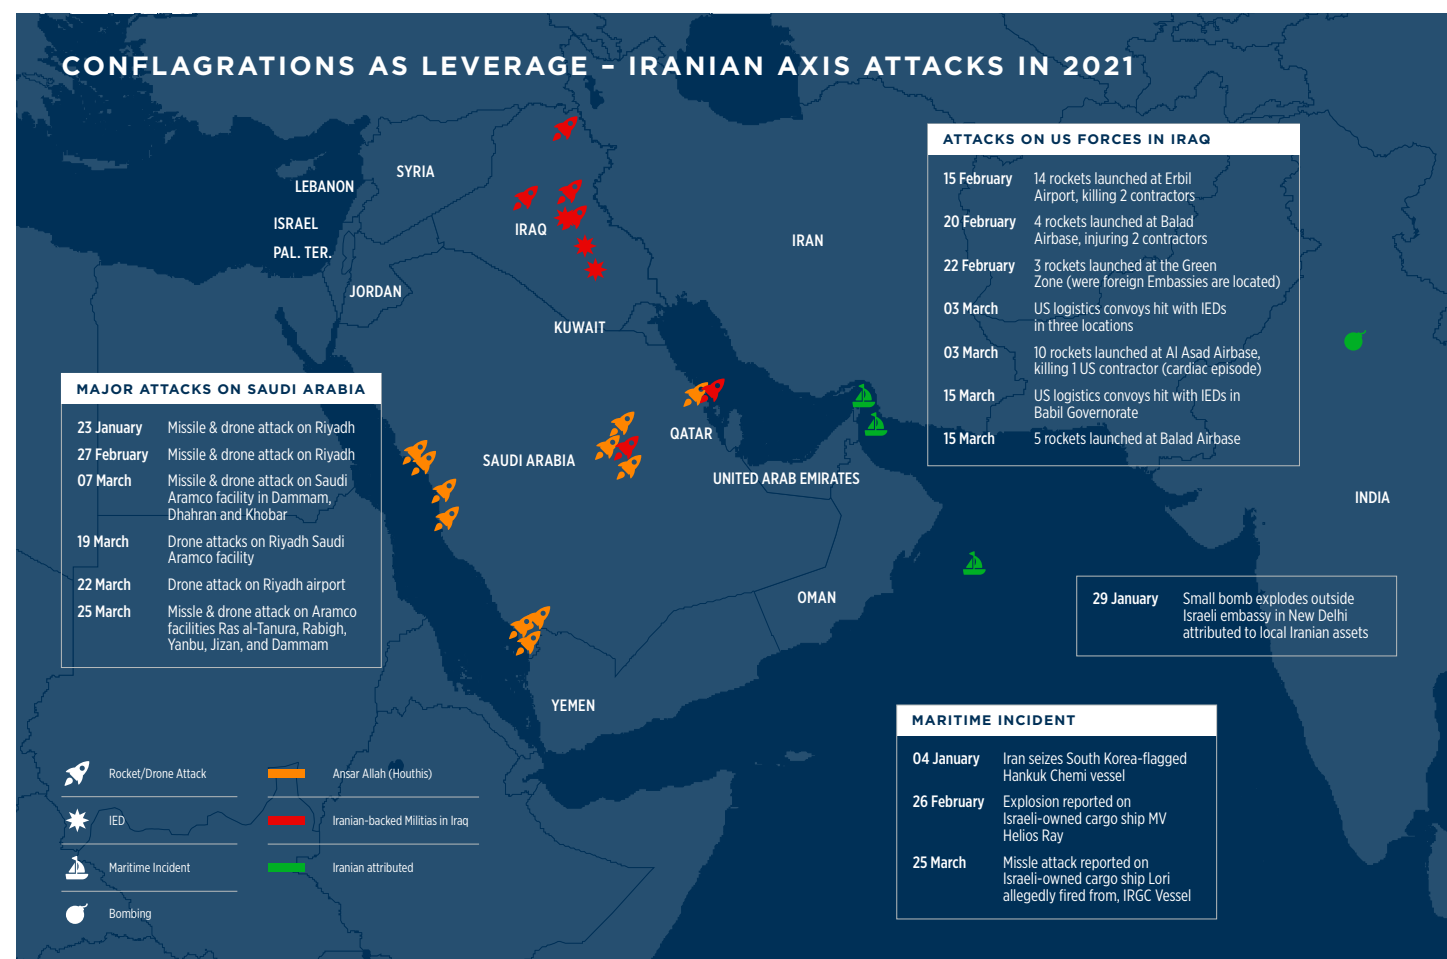 CONFLAGRATIONS AS LEVERAGE – IRANIAN AXIS ATTACKS IN 2021
SYRIA
LEBANON
ISRAEL
PAL. TER.
JORDAN
IRAQ
KUWAIT
IRAN
SAUDI ARABIA
QATAR
UNITED ARAB EMIRATES
OMAN
YEMEN
INDIA
ATTACKS ON US FORCES IN IRAQ
15 February 14 rockets launched at Erbil
Airport, killing 2 contractors
20 February 4 rockets launched at Balad
Airbase, injuring 2 contractors
22 February 3 rockets launched at the Green
Zone (were foreign Embassies are located)
03 March US logistics convoys hit with IEDs
in three locations
03 March 10 rockets launched at Al Asad Airbase,
killing 1 US contractor (cardiac episode)
15 March US logistics convoys hit with IEDs in
Babil Governorate
15 March 5 rockets launched at Balad Airbase
MAJOR ATTACKS ON SAUDI ARABIA
23 January Missile & drone attack on Riyadh
27 February Missile & drone attack on Riyadh
07 March Missile & drone attack on Saudi
Aramco facility in Dammam,
Dhahran and Khobar
19 March Drone attacks on Riyadh Saudi
Aramco facility
22 March Drone attack on Riyadh airport
25 March Missle & drone attack on Aramco
facilities Ras al-Tanura, Rabigh,
Yanbu, Jizan, and Dammam
29 January Small bomb explodes outside
Israeli embassy in New Delhi
attributed to local Iranian assets
MARITIME INCIDENT
04 January Iran seizes South Korea-flagged
Hankuk Chemi vessel
26 February Explosion reported on
Israeli-owned cargo ship MV
Helios Ray
25 March Missle attack reported on
Israeli-owned cargo ship Lori
allegedly fired from, IRGC Vessel
Rocket/Drone Attack
IED
Maritime Incident
Bombing
Ansar Allah (Houthis)
Iranian-backed Militias in Iraq
Iranian attributed